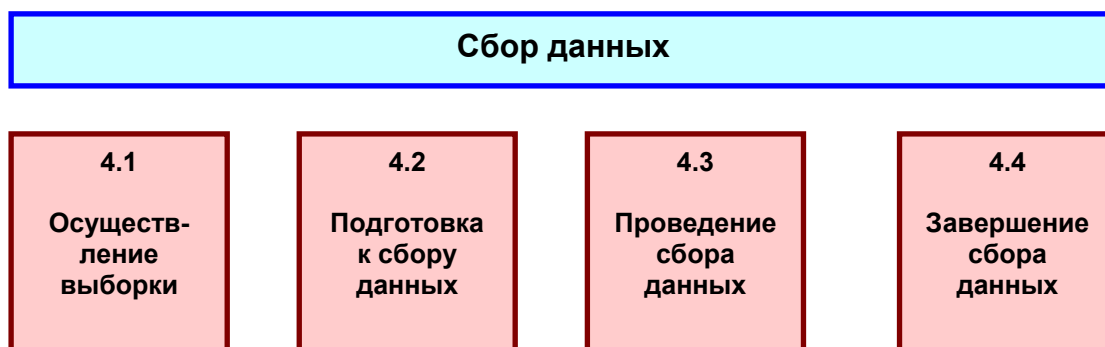 Сбор данных
4.1
Осуществ-
ление
выборки
4.2
Подготовка
к сбору
данных
4.3
Проведение
сбора
данных
4.4
Завершение
сбора
данных